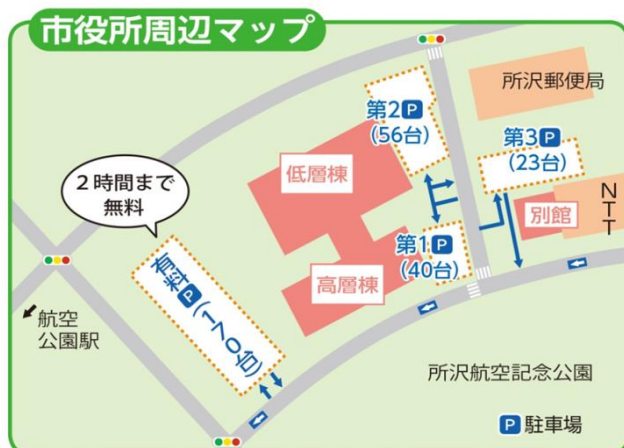 市役所周辺マップ
所沢郵便局
第2P
(56台)
第3P
(23台)
低層棟
2時間まで
無料
別館
NTT
第1P
(40台)
高層棟
有料P(170台)
航空
公園駅
所沢航空記念公園
P駐車場